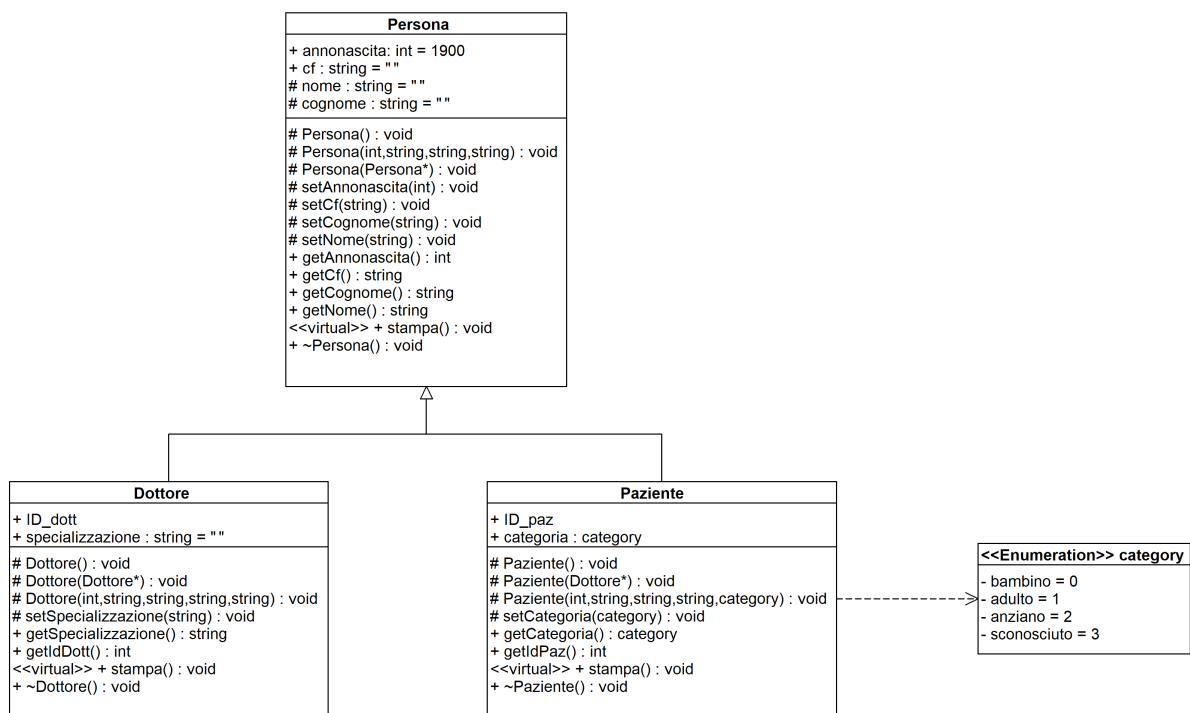 Persona
+ annonascita: int = 1900
+ cf : string = ""
# nome : string = ""
# cognome : string = ""
# Persona() : void
# Persona(int,string,string,string) : void
# Persona(Persona*) : void
# setAnnonascita(int) : void
# setCf(string) : void
# setCognome(string) : void
# setNome(string) : void
+ getAnnonascita() : int
+ getCf() : string
+ getCognome() : string
+ getNome() : string
<<virtual>> + stampa() : void
+ ~Persona() : void
Dottore
+ ID_dott
+ specializzazione : string = ""
# Dottore() : void
# Dottore(Dottore*) : void
# Dottore(int,string,string,string,string) : void
# setSpecializzazione(string) : void
+ getSpecializzazione() : string
+ getIdDott() : int
<<virtual>> + stampa() : void
+ ~Dottore() : void
Paziente
+ ID_paz
+ categoria : category
# Paziente() : void
# Paziente(Dottore*) : void
# Paziente(int,string,string,string,category) : void
# setCategoria(category) : void
+ getCategoria() : category
+ getIdPaz() : int
<<virtual>> + stampa() : void
+ ~Paziente() : void
<<Enumeration>> category
- bambino = 0
- adulto = 1
- anziano = 2
- sconosciuto = 3